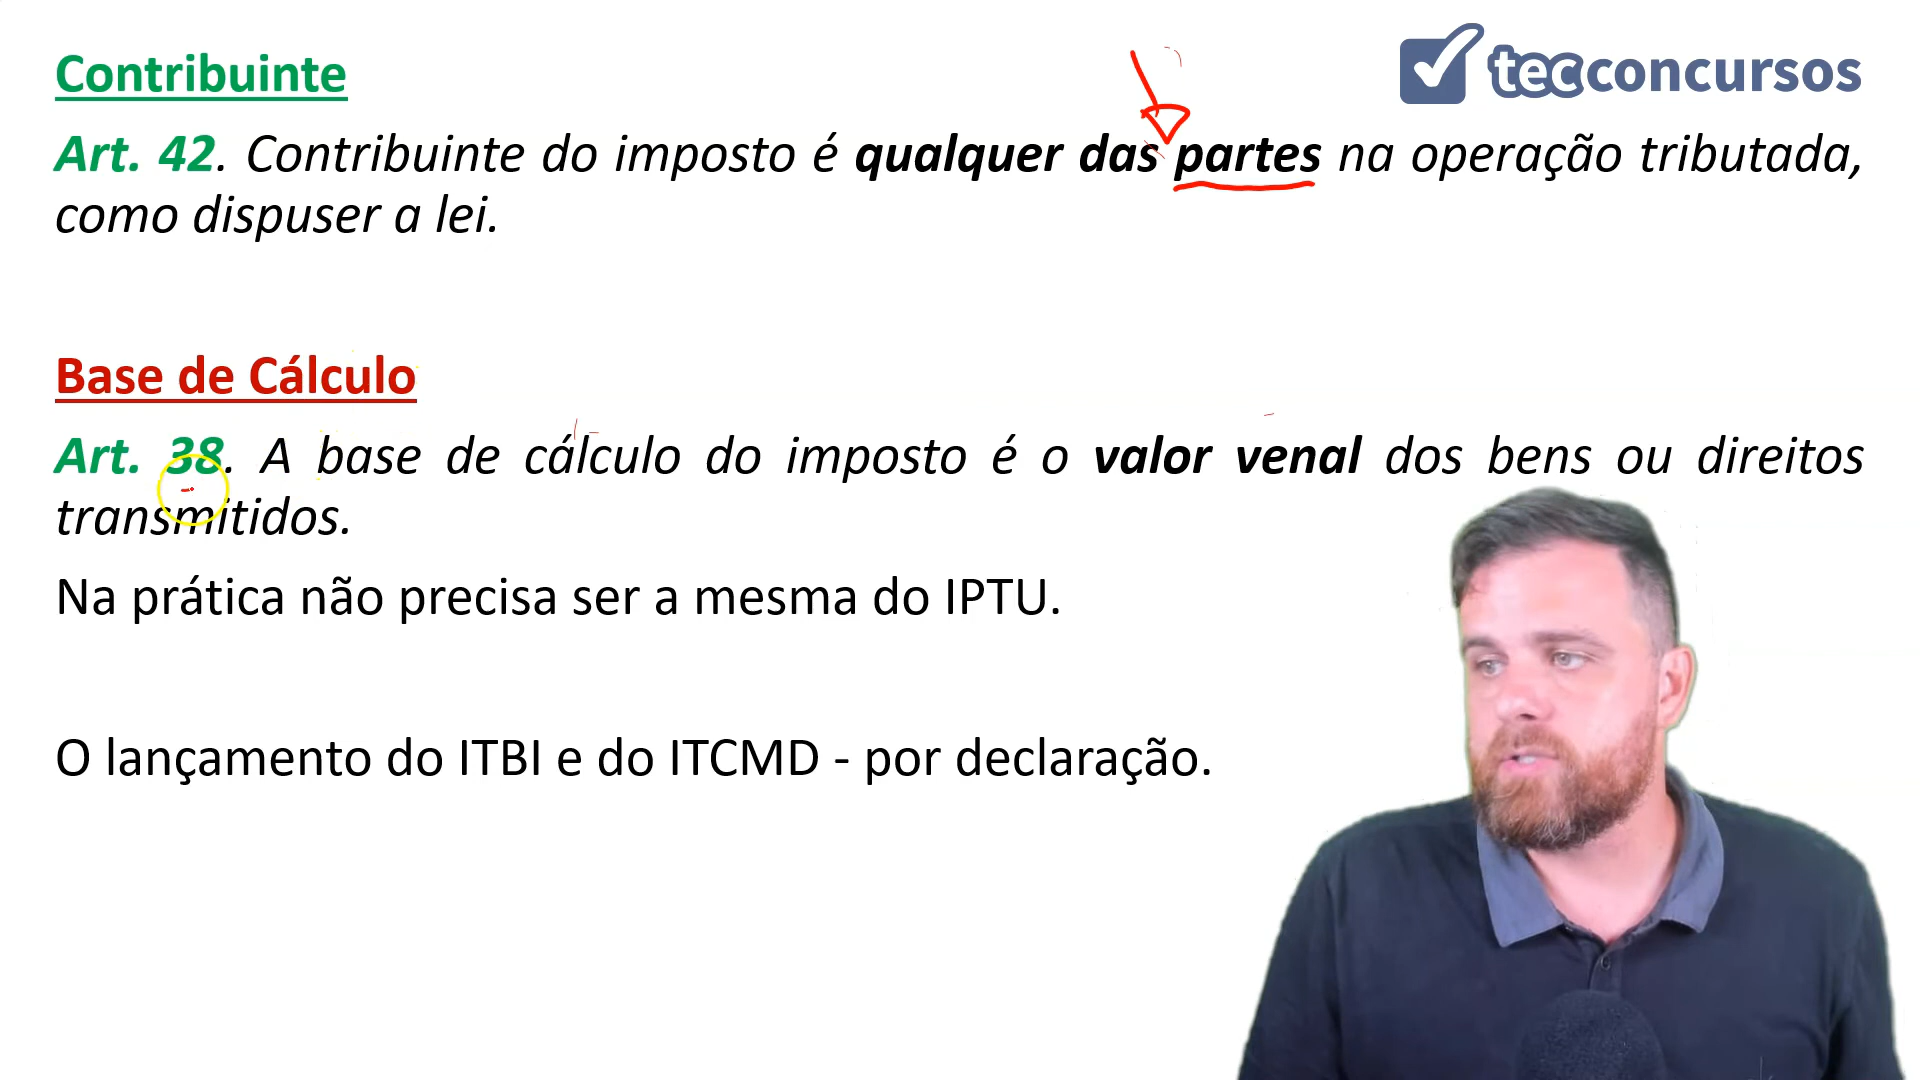 Contribuinte
tecconcursos
Art. 42. Contribuinte do imposto é qualquer das partes na operação tributada,
como dispuser a lei.
Base de Cálculo
Art. 38. A base de cálculo do imposto é o valor venal dos bens ou direitos
transmitidos.
Na prática não precisa ser a mesma do IPTU.
O lançamento do ITBI e do ITCMD - por declaração.